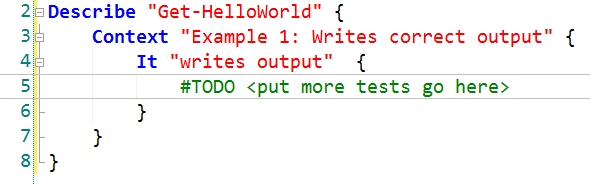 2 Describe "Get-HelloWorld" {
3     Context "Example 1: Writes correct output" {
4         It "writes output"  {
5             #TODO <put more tests go here>
6         }
7     }
8 }